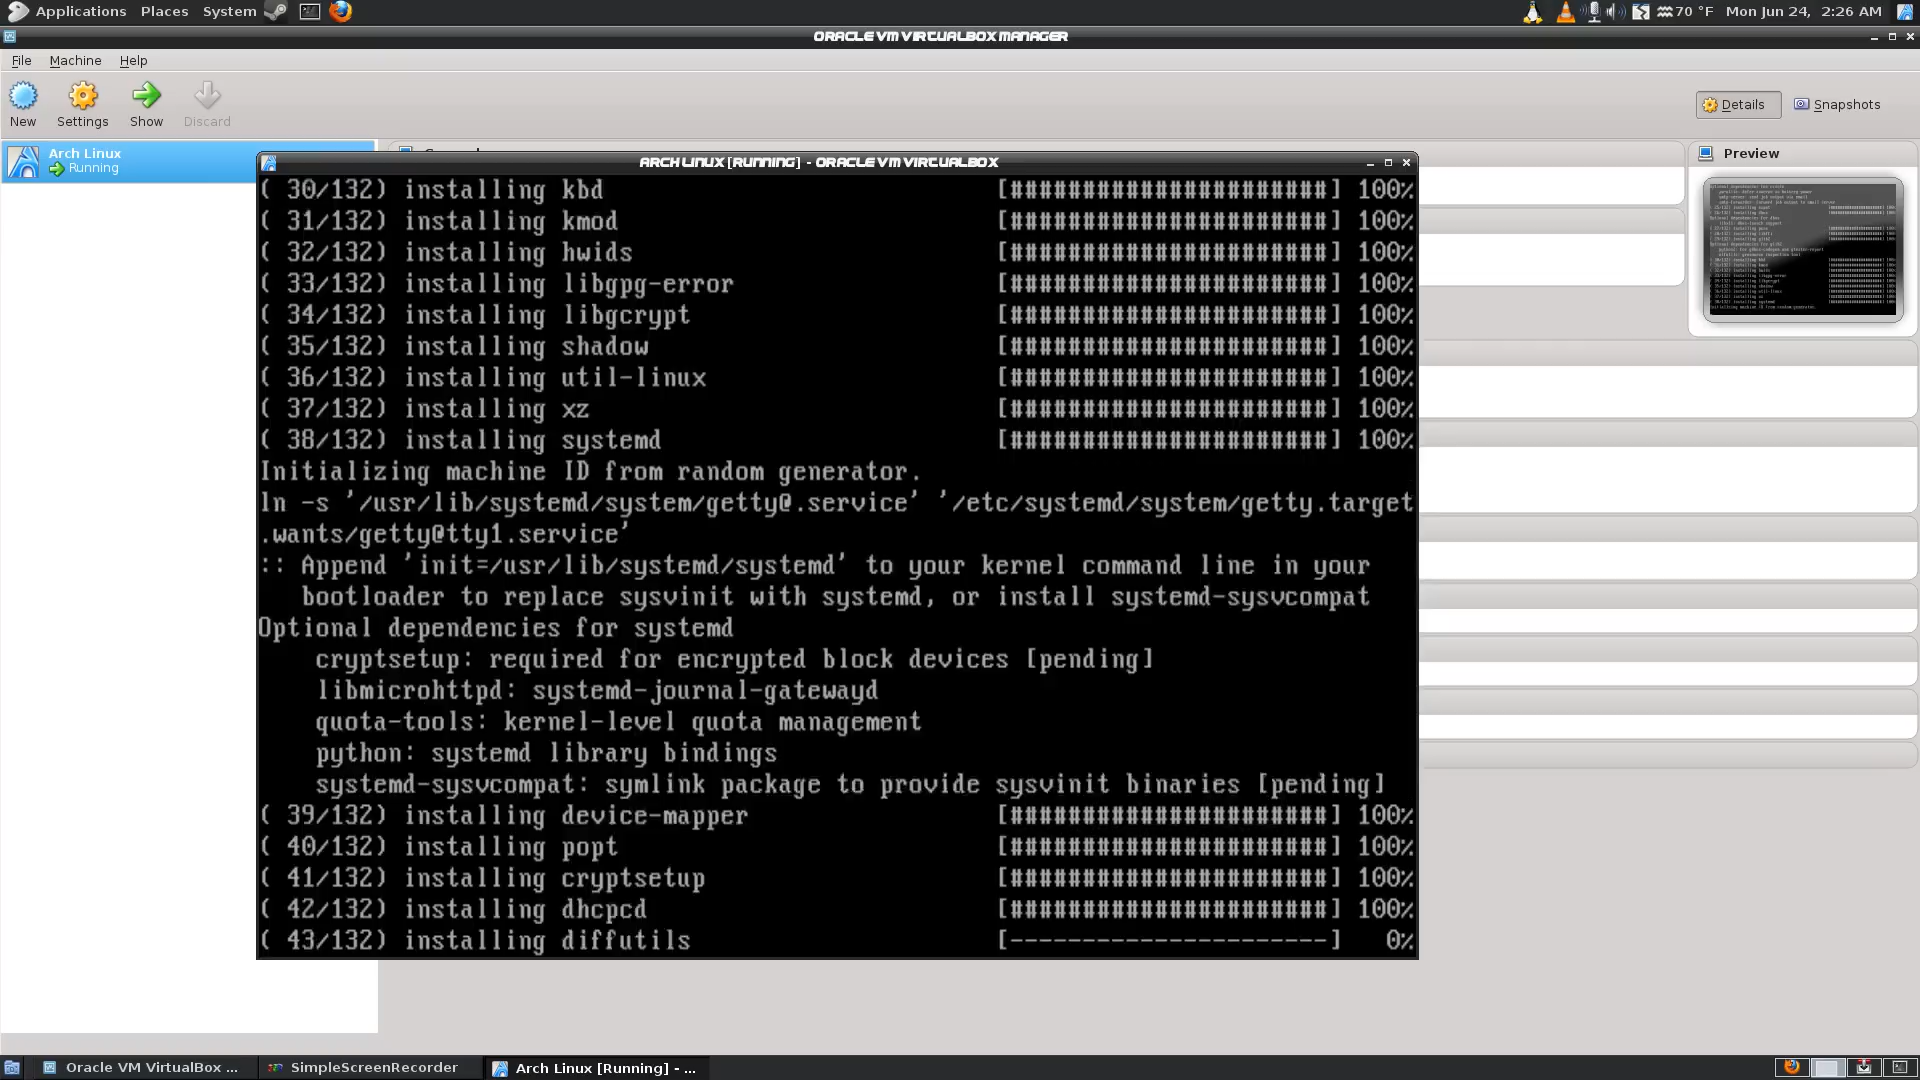 Applications Places System 70 °F Mon Jun 24, 2:26 AM
ORACLE VM VIRTUALBOX MANAGER
File Machine Help
New Settings Show Discard Details Snapshots
Arch Linux
Running
Preview
ARCH LINUX [RUNNING] - ORACLE VM VIRTUALBOX
( 30/132) installing kbd [######################] 100%
( 31/132) installing kmod [######################] 100%
( 32/132) installing hwids [######################] 100%
( 33/132) installing libgpg-error [######################] 100%
( 34/132) installing libgcrypt [######################] 100%
( 35/132) installing shadow [######################] 100%
( 36/132) installing util-linux [######################] 100%
( 37/132) installing xz [######################] 100%
( 38/132) installing systemd [######################] 100%
Initializing machine ID from random generator.
ln -s '/usr/lib/systemd/system/getty@.service' '/etc/systemd/system/getty.target
.wants/getty@tty1.service'
:: Append 'init=/usr/lib/systemd/systemd' to your kernel command line in your
bootloader to replace sysvinit with systemd, or install systemd-sysvcompat
Optional dependencies for systemd
cryptsetup: required for encrypted block devices [pending]
libmicrohttpd: systemd-journal-gatewayd
quota-tools: kernel-level quota management
python: systemd library bindings
systemd-sysvcompat: symlink package to provide sysvinit binaries [pending]
( 39/132) installing device-mapper [######################] 100%
( 40/132) installing popt [######################] 100%
( 41/132) installing cryptsetup [######################] 100%
( 42/132) installing dhcpcd [######################] 100%
( 43/132) installing diffutils [----------------------] 0%
Oracle VM VirtualBox ... SimpleScreenRecorder Arch Linux [Running] - ...